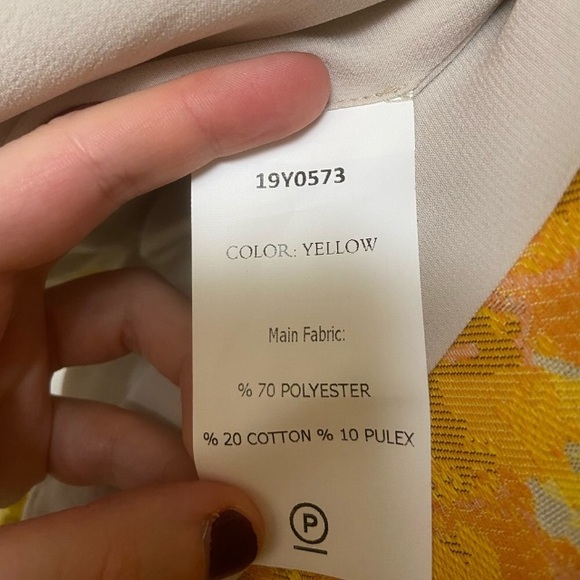 19Y0573
COLOR: YELLOW
Main Fabric:
% 70 POLYESTER
% 20 COTTON % 10 PULEX
P